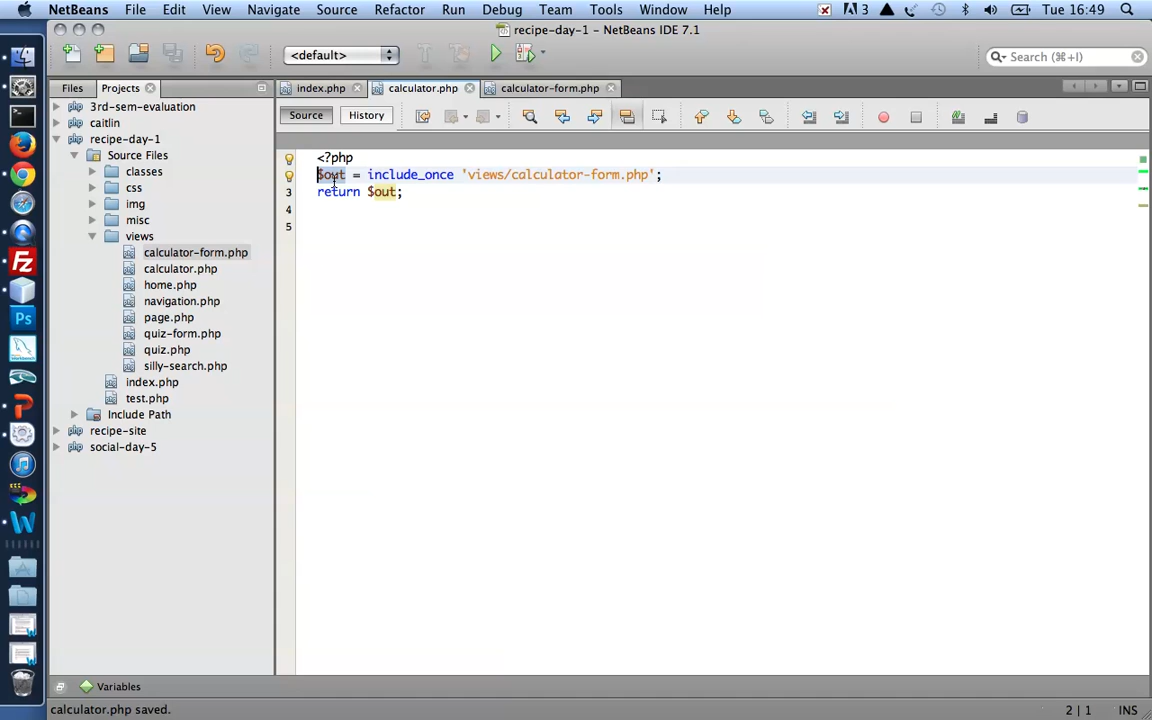 NetBeans File Edit View Navigate Source Refactor Run Debug Team Tools Window Help 3 Tue 16:49
recipe-day-1 – NetBeans IDE 7.1
<default> Search (⌘+I)
Files Projects index.php calculator.php calculator-form.php
Source History
3rd-sem-evaluation
caitlin
recipe-day-1
Source Files
classes
css
img
misc
views
calculator-form.php
calculator.php
home.php
navigation.php
page.php
quiz-form.php
quiz.php
silly-search.php
index.php
test.php
Include Path
recipe-site
social-day-5
<?php
$out = include_once 'views/calculator-form.php';
3 return $out;
4
5
Variables
calculator.php saved. 2 | 1 INS
Fz
Ps
W